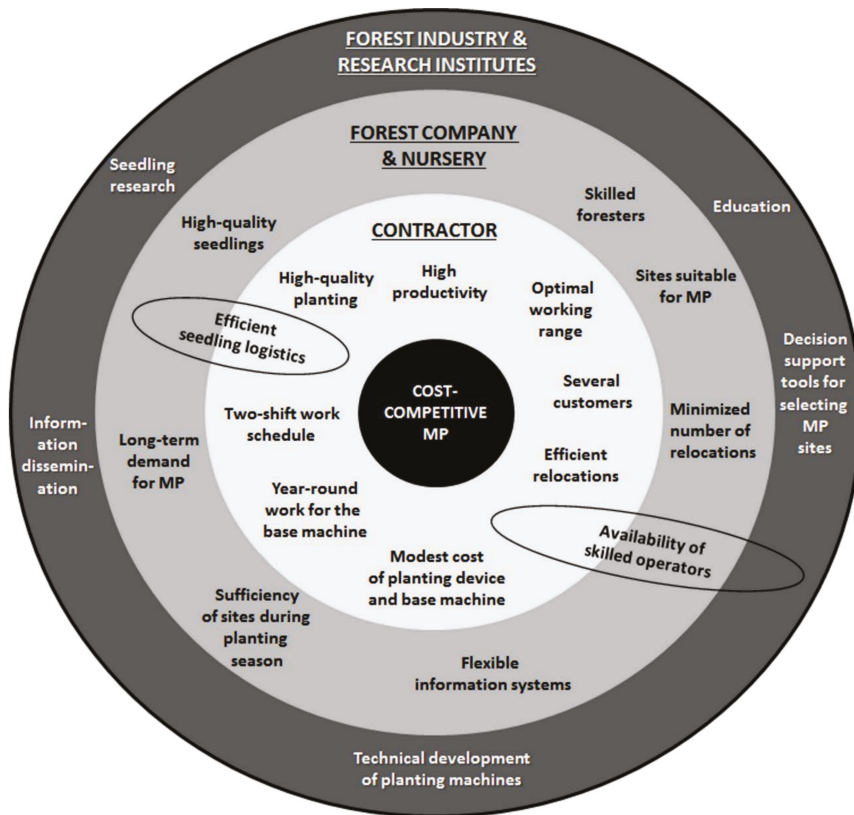 FOREST INDUSTRY &
RESEARCH INSTITUTES
FOREST COMPANY
& NURSERY
CONTRACTOR
COST-
COMPETITIVE
MP
Seedling
research
Education
Decision
support
tools for
selecting
MP
sites
Inform-
ation
dissemin-
ation
Technical development
of planting machines
High-quality
seedlings
Skilled
foresters
Sites suitable
for MP
Minimized
number of
relocations
Long-term
demand
for MP
Sufficiency
of sites during
planting
season
Flexible
information systems
Efficient
seedling logistics
Availability of
skilled operators
High-quality
planting
High
productivity
Optimal
working
range
Several
customers
Efficient
relocations
Two-shift work
schedule
Year-round
work for the
base machine
Modest cost
of planting device
and base machine